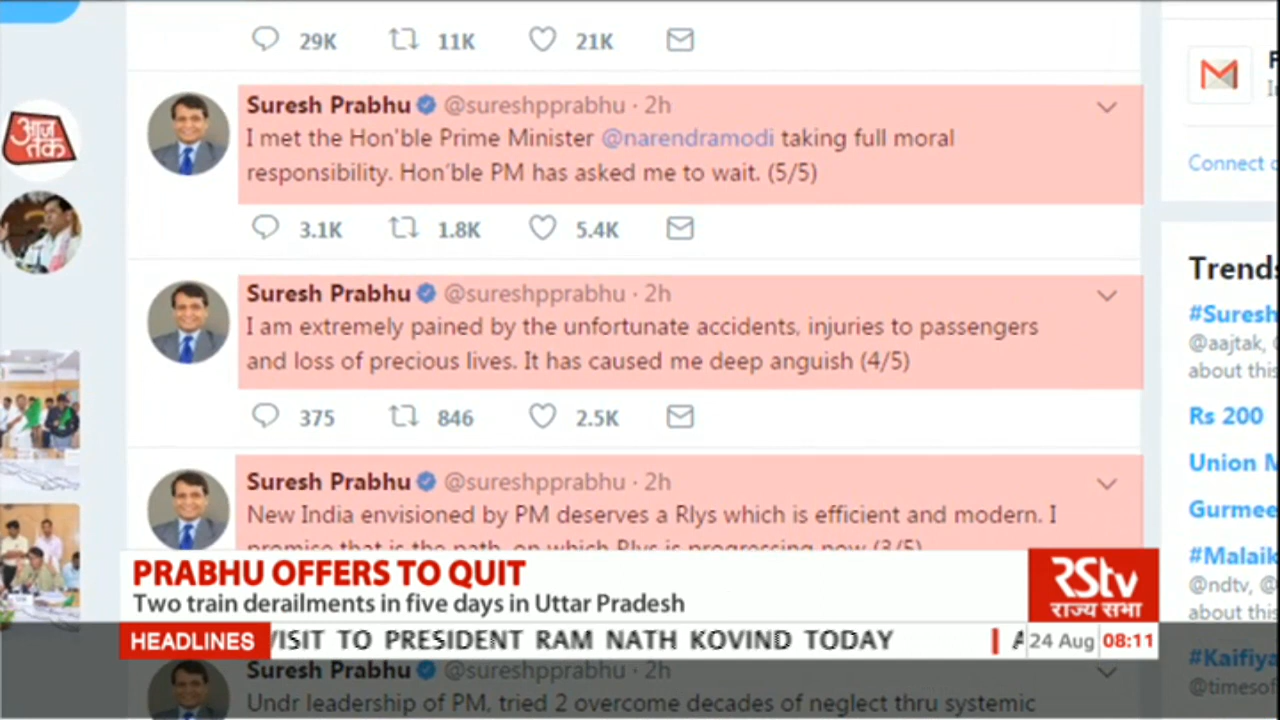 29K 11K 21K
Suresh Prabhu @sureshpprabhu · 2h
I met the Hon'ble Prime Minister @narendramodi taking full moral
responsibility. Hon'ble PM has asked me to wait. (5/5)
3.1K 1.8K 5.4K
Suresh Prabhu @sureshpprabhu · 2h
I am extremely pained by the unfortunate accidents, injuries to passengers
and loss of precious lives. It has caused me deep anguish (4/5)
375 846 2.5K
Suresh Prabhu @sureshpprabhu · 2h
New India envisioned by PM deserves a Rlys which is efficient and modern. I
promise that is the path, on which Rlys is progressing now (3/5)
PRABHU OFFERS TO QUIT
Two train derailments in five days in Uttar Pradesh
RSTV
राज्य सभा
HEADLINES VISIT TO PRESIDENT RAM NATH KOVIND TODAY 24 Aug 08:11
Suresh Prabhu @sureshpprabhu · 2h
Undr leadership of PM, tried 2 overcome decades of neglect thru systemic
आज
तक
Connect
Trends
#Suresh
@aajtak,
about this
Rs 200
Union
Gurmee
#Malaik
@ndtv, @
about this
#Kaifiya
@timesof